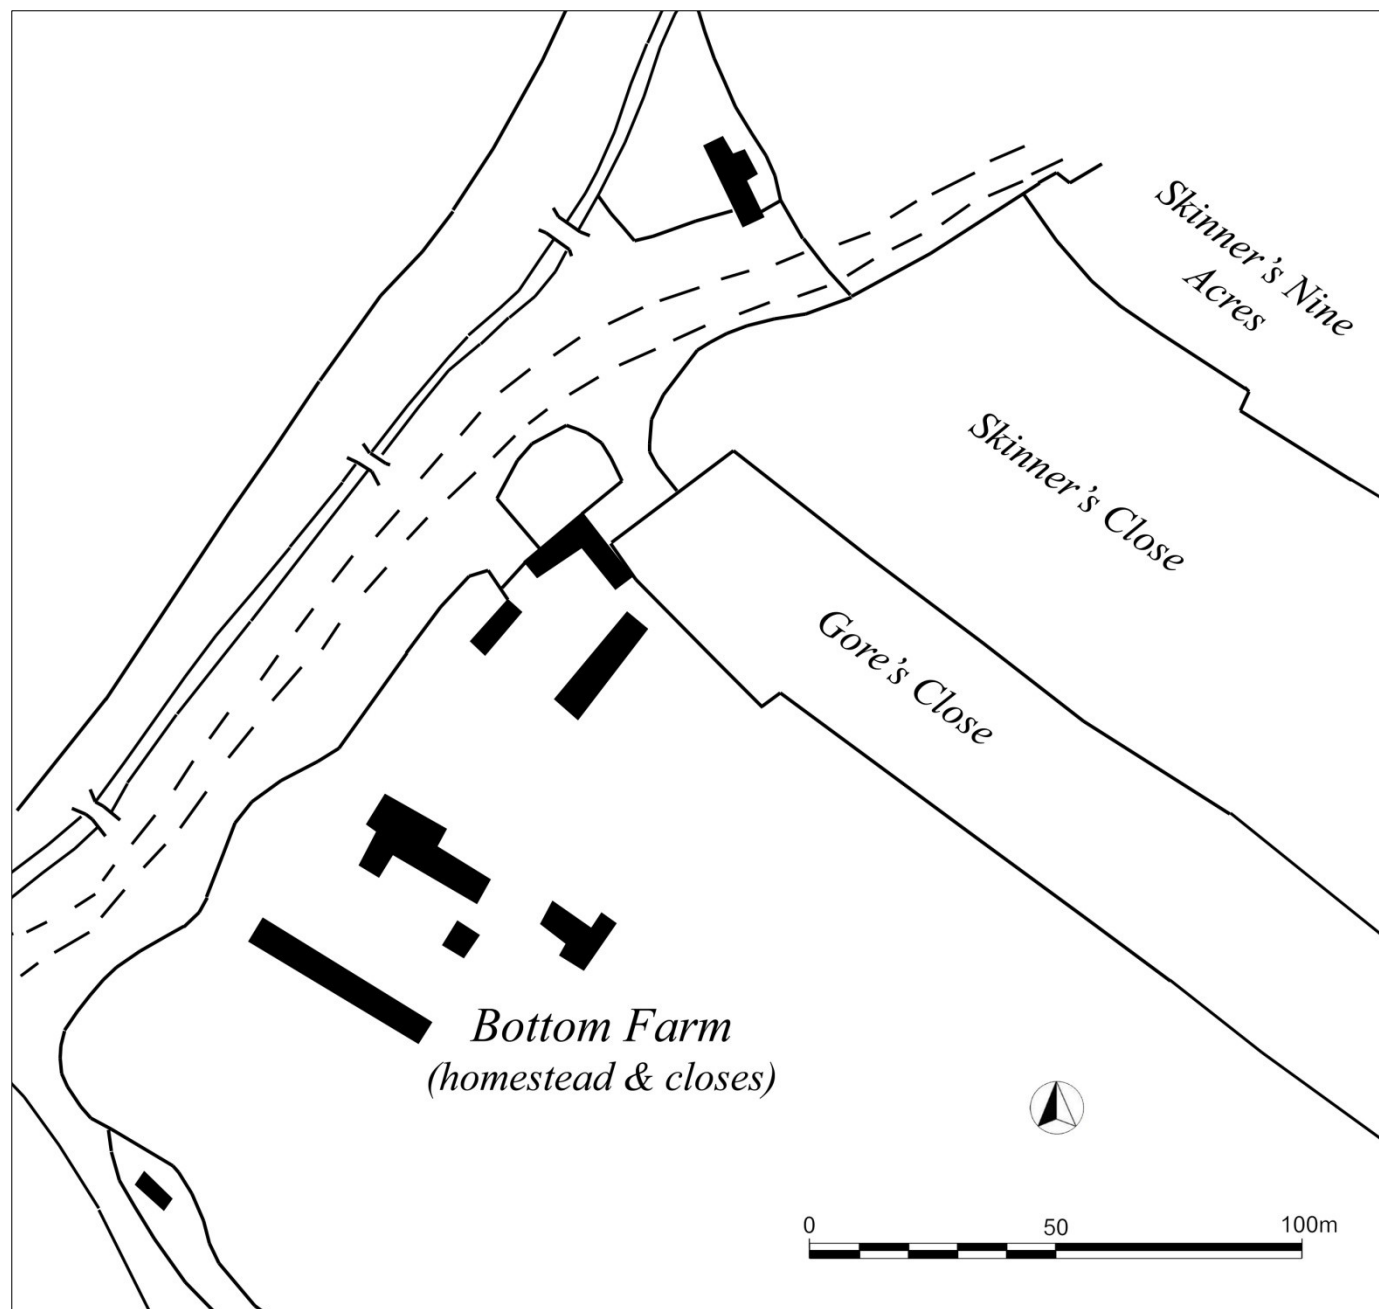 Skinner's Nine
Acres
Skinner's Close
Gore's Close
Bottom Farm
(homestead & closes)
0 50 100m